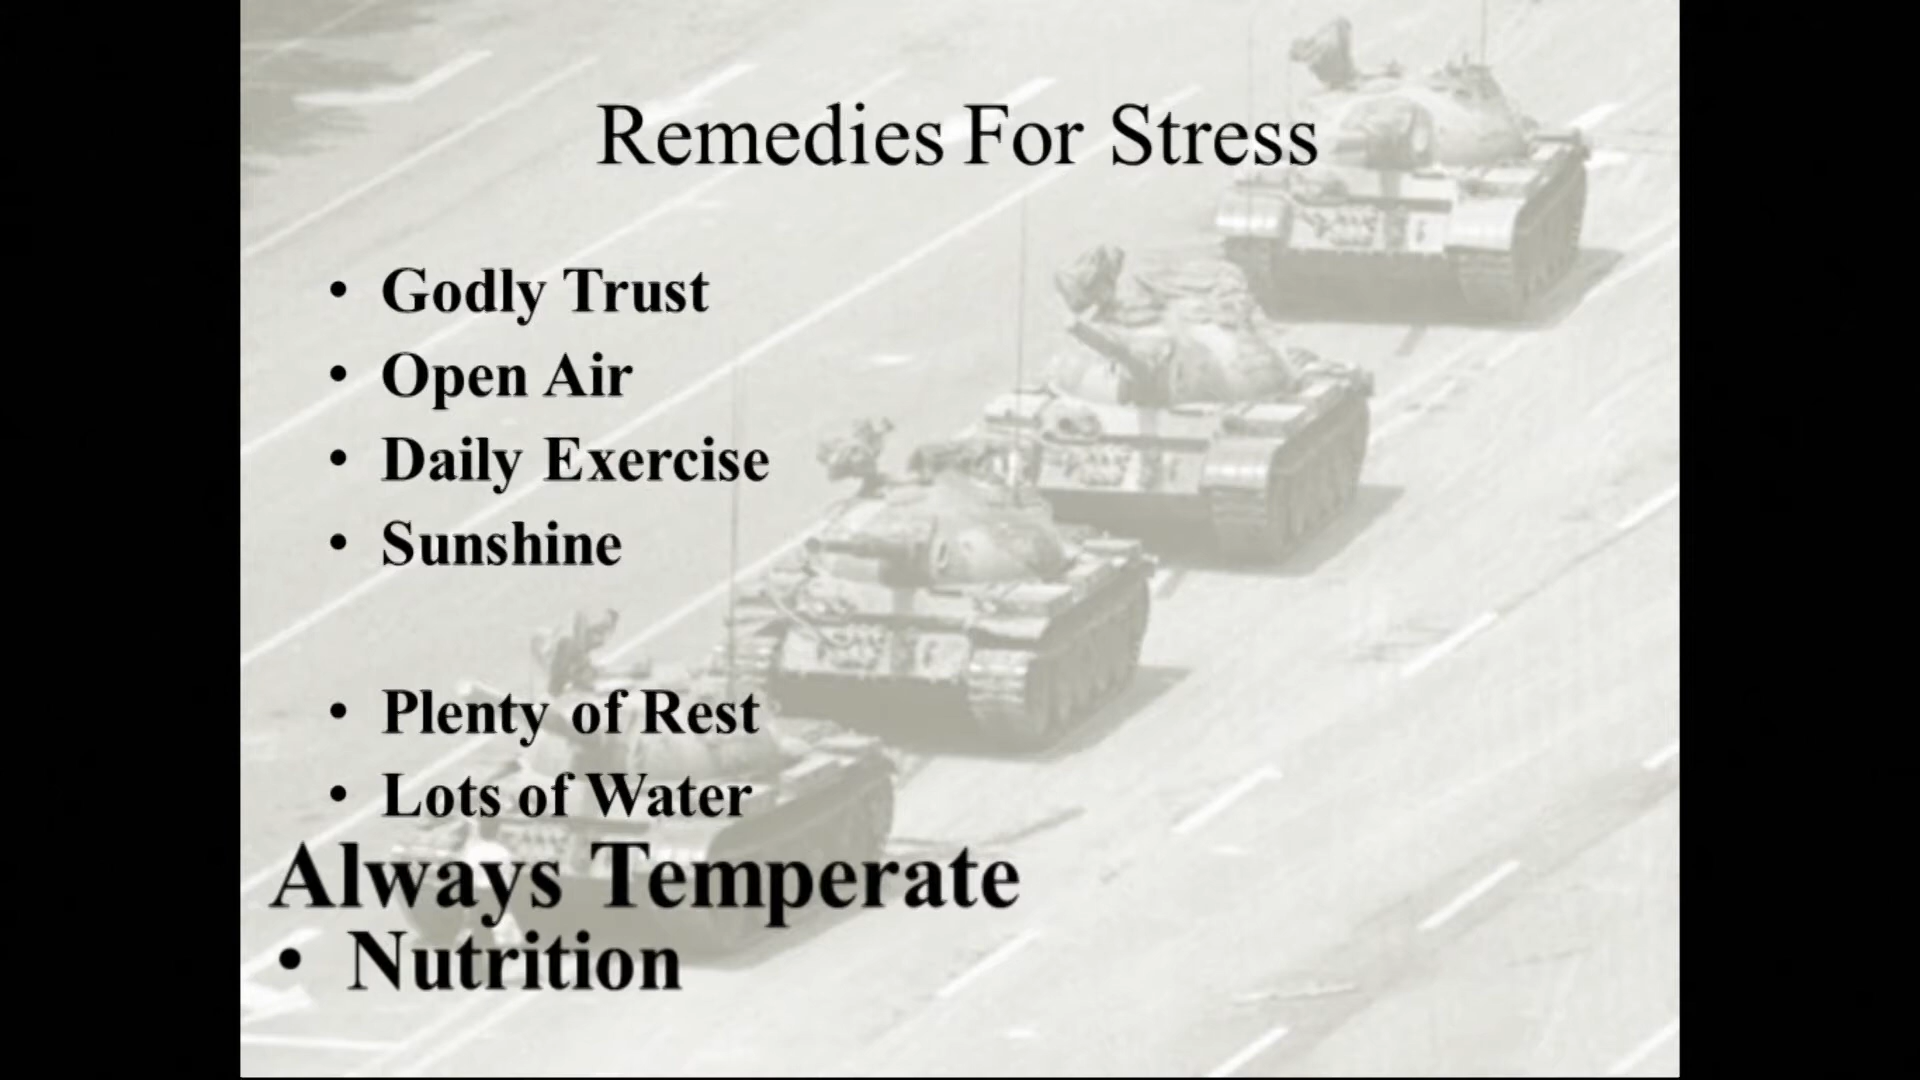 Remedies For Stress
• Godly Trust
• Open Air
• Daily Exercise
• Sunshine
• Plenty of Rest
• Lots of Water
Always Temperate
• Nutrition